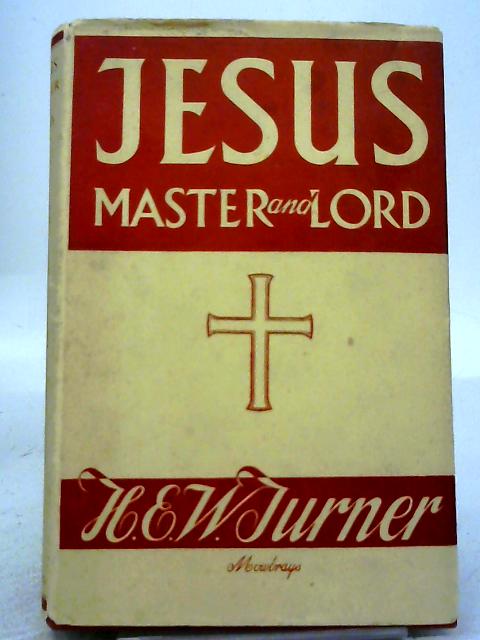 JESUS
MASTER and LORD
H.E.W. Turner
Mowbrays